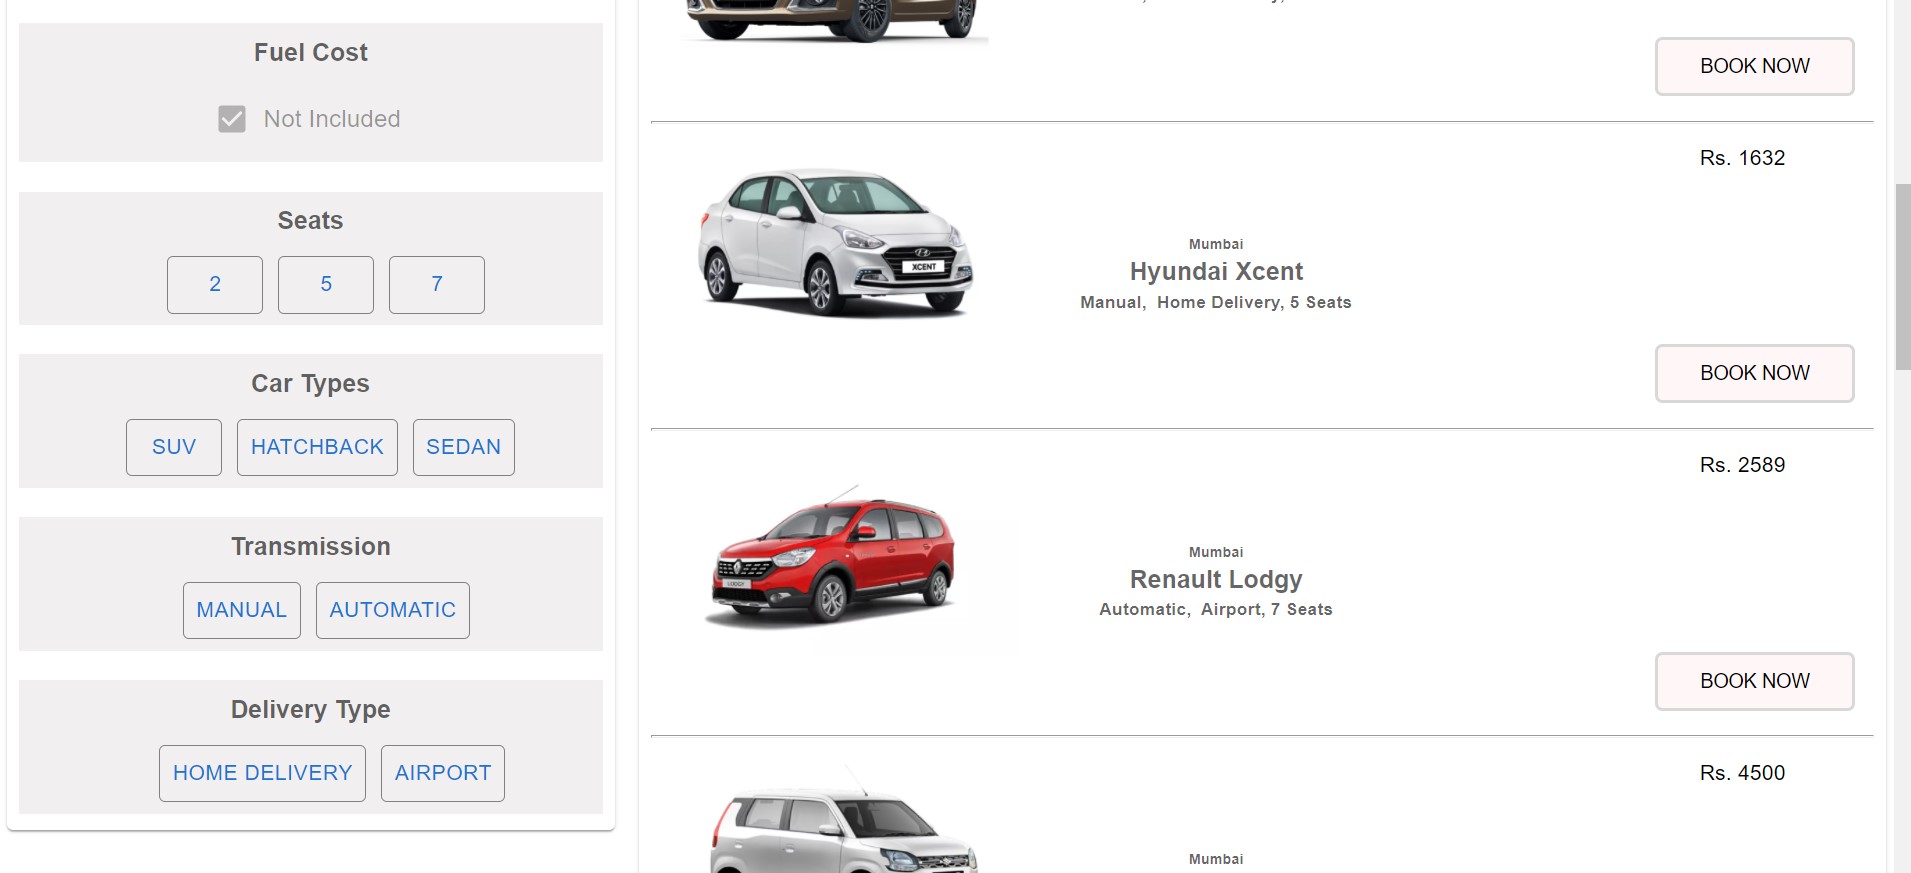 Fuel Cost
Not Included
Seats
2 5 7
Car Types
SUV HATCHBACK SEDAN
Transmission
MANUAL AUTOMATIC
Delivery Type
HOME DELIVERY AIRPORT
BOOK NOW
Rs. 1632
XCENT
Mumbai
Hyundai Xcent
Manual, Home Delivery, 5 Seats
BOOK NOW
Rs. 2589
LODGY
Mumbai
Renault Lodgy
Automatic, Airport, 7 Seats
BOOK NOW
Rs. 4500
Mumbai